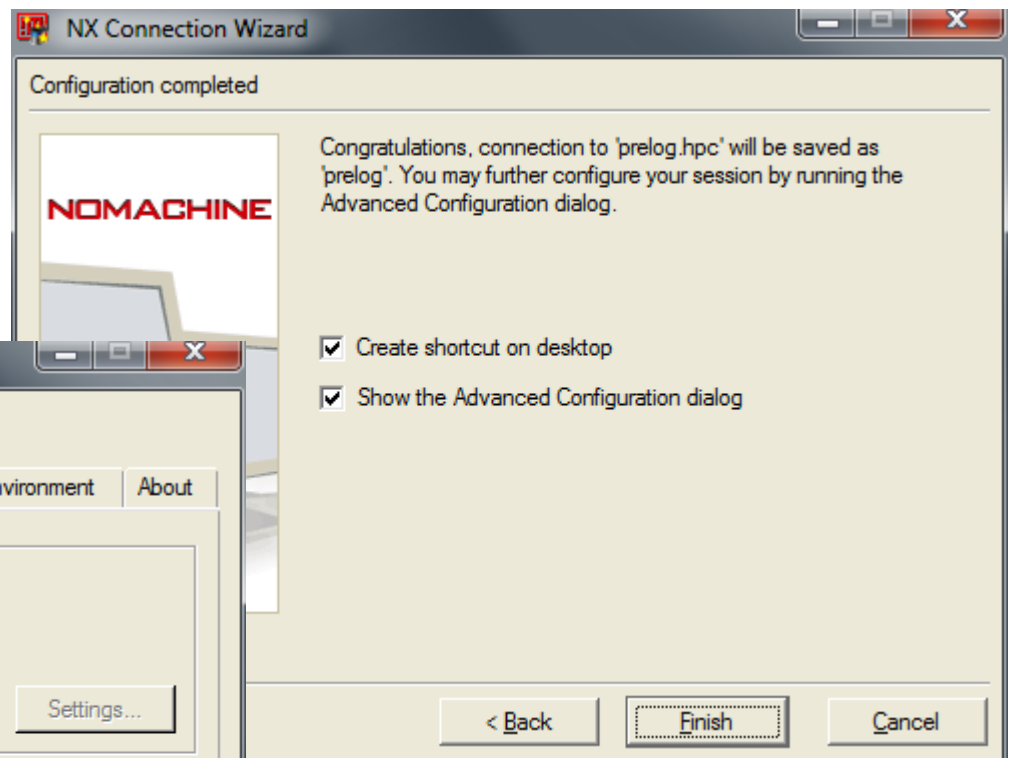 NX Connection Wizard
Configuration completed
Congratulations, connection to 'prelog.hpc' will be saved as
'prelog'. You may further configure your session by running the
Advanced Configuration dialog.
NOMACHINE
Create shortcut on desktop
Show the Advanced Configuration dialog
About
Settings...
< Back
Finish
Cancel